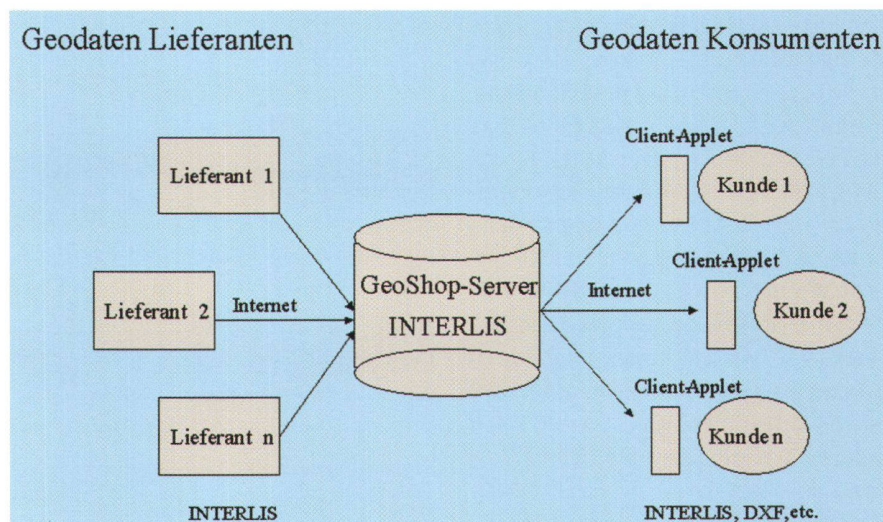 Geodaten Lieferanten
Geodaten Konsumenten
Lieferant 1
Lieferant 2
Lieferant n
Internet
GeoShop-Server
INTERLIS
Internet
Client-Applet
Kunde 1
Client-Applet
Kunde 2
Client-Applet
Kunde n
INTERLIS
INTERLIS, DXF, etc.